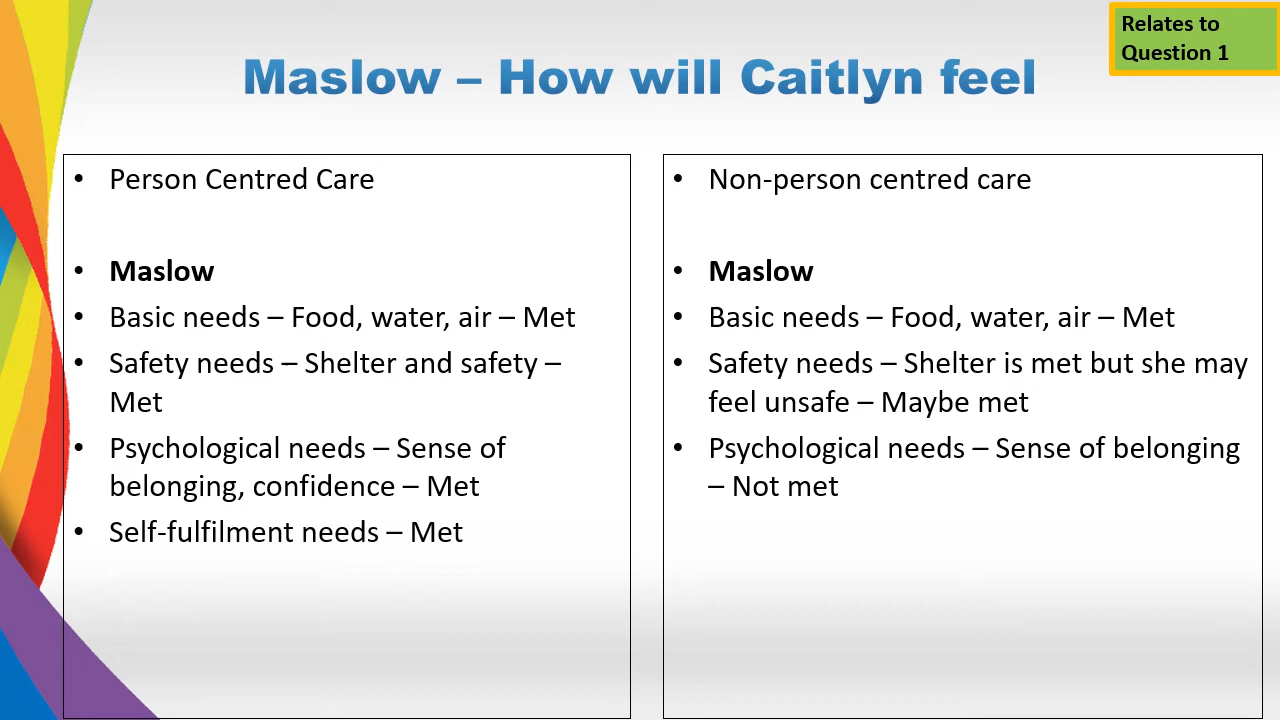 Relates to
Question 1
Maslow – How will Caitlyn feel
• Person Centred Care
• Maslow
• Basic needs – Food, water, air – Met
• Safety needs – Shelter and safety –
Met
• Psychological needs – Sense of
belonging, confidence – Met
• Self-fulfilment needs – Met
• Non-person centred care
• Maslow
• Basic needs – Food, water, air – Met
• Safety needs – Shelter is met but she may
feel unsafe – Maybe met
• Psychological needs – Sense of belonging
– Not met